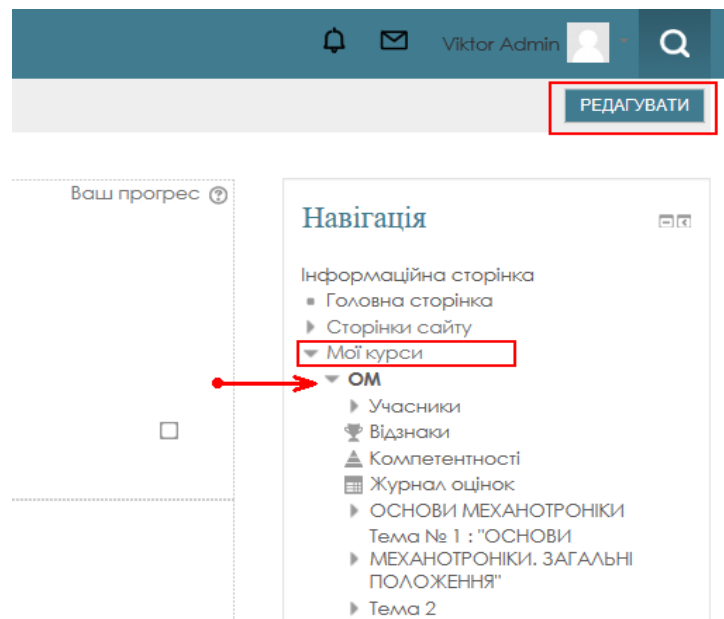 Viktor Admin
РЕДАГУВАТИ
Ваш прогрес
Навігація
Інформаційна сторінка
Головна сторінка
Сторінки сайту
Мої курси
ОМ
Учасники
Відзнаки
Компетентності
Журнал оцінок
ОСНОВИ МЕХАНОТРОНІКИ
Тема № 1 : "ОСНОВИ
МЕХАНОТРОНІКИ. ЗАГАЛЬНІ
ПОЛОЖЕННЯ"
Тема 2